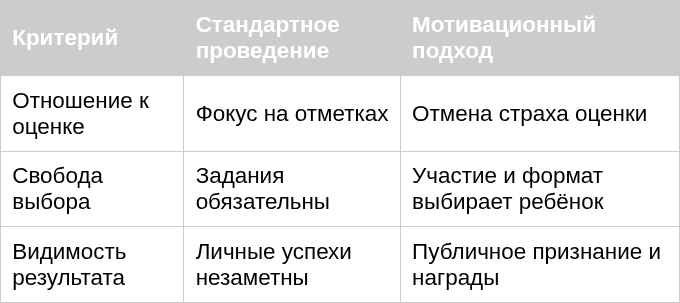 Критерий
Стандартное
проведение
Мотивационный
подход
Отношение к
оценке
Фокус на отметках
Отмена страха оценки
Свобода
выбора
Задания
обязательны
Участие и формат
выбирает ребёнок
Видимость
результата
Личные успехи
незаметны
Публичное признание и
награды